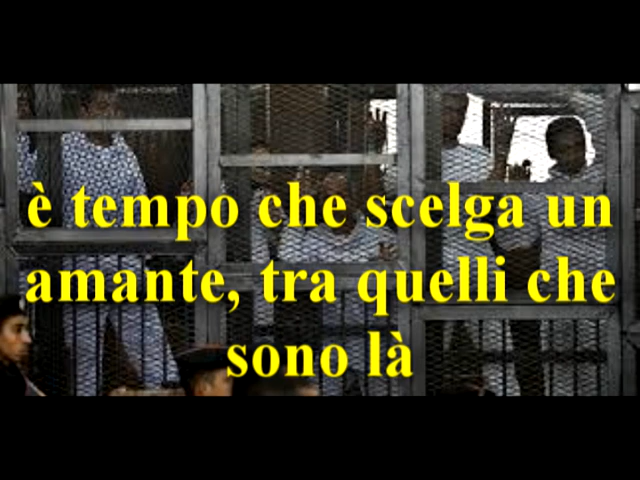 è tempo che scelga un
amante, tra quelli che
sono là